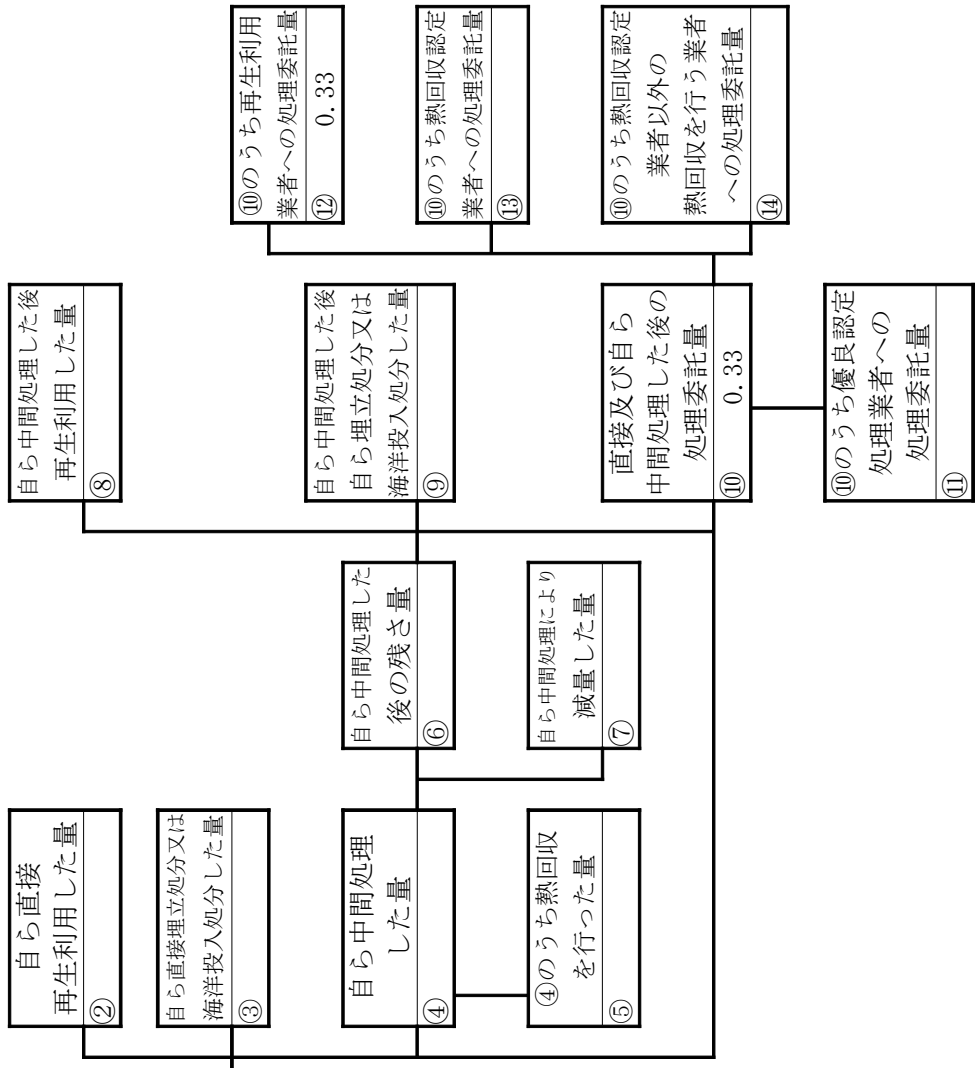 自ら直接
再生利用した量
②
自ら直接埋立処分又は
海洋投入処分した量
③
自ら中間処理
した量
④
④のうち熱回収
を行った量
⑤
自ら中間処理した
後の残さ量
⑥
自ら中間処理により
減量した量
⑦
自ら中間処理した後
再生利用した量
⑧
自ら中間処理した後
自ら埋立処分又は
海洋投入処分した量
⑨
直接及び自ら
中間処理した後の
処理委託量
⑩ 0.33
⑩のうち優良認定
処理業者への
処理委託量
⑪
⑩のうち再生利用
業者への処理委託量
⑫ 0.33
⑩のうち熱回収認定
業者への処理委託量
⑬
⑩のうち熱回収認定
業者以外の
熱回収を行う業者
への処理委託量
⑭